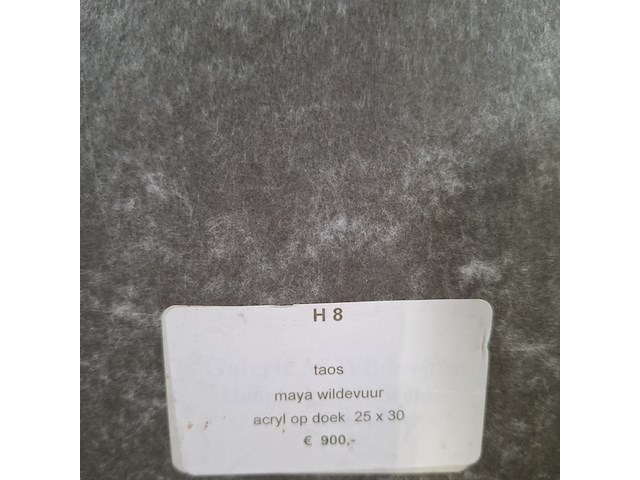 H 8
taos
maya wildevuur
acryl op doek 25 x 30
€ 900,-